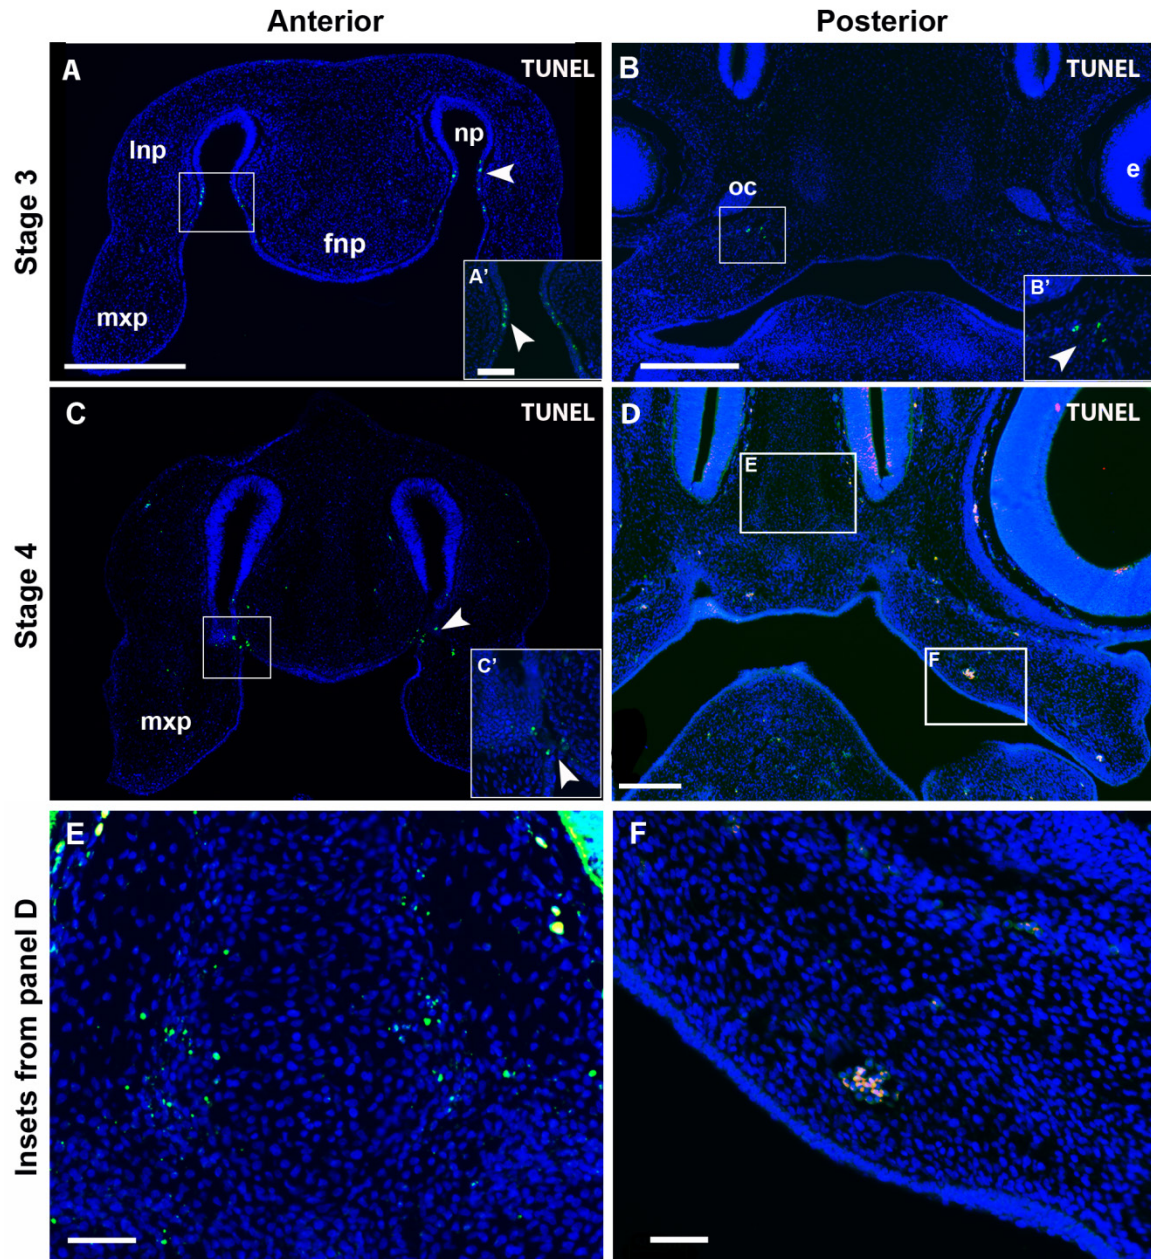 Anterior
Posterior
Stage 3
A
TUNEL
lnp
np
fnp
mxp
A'
B
TUNEL
oc
e
B'
Stage 4
C
TUNEL
mxp
C'
D
TUNEL
E
F
Insets from panel D
E
F